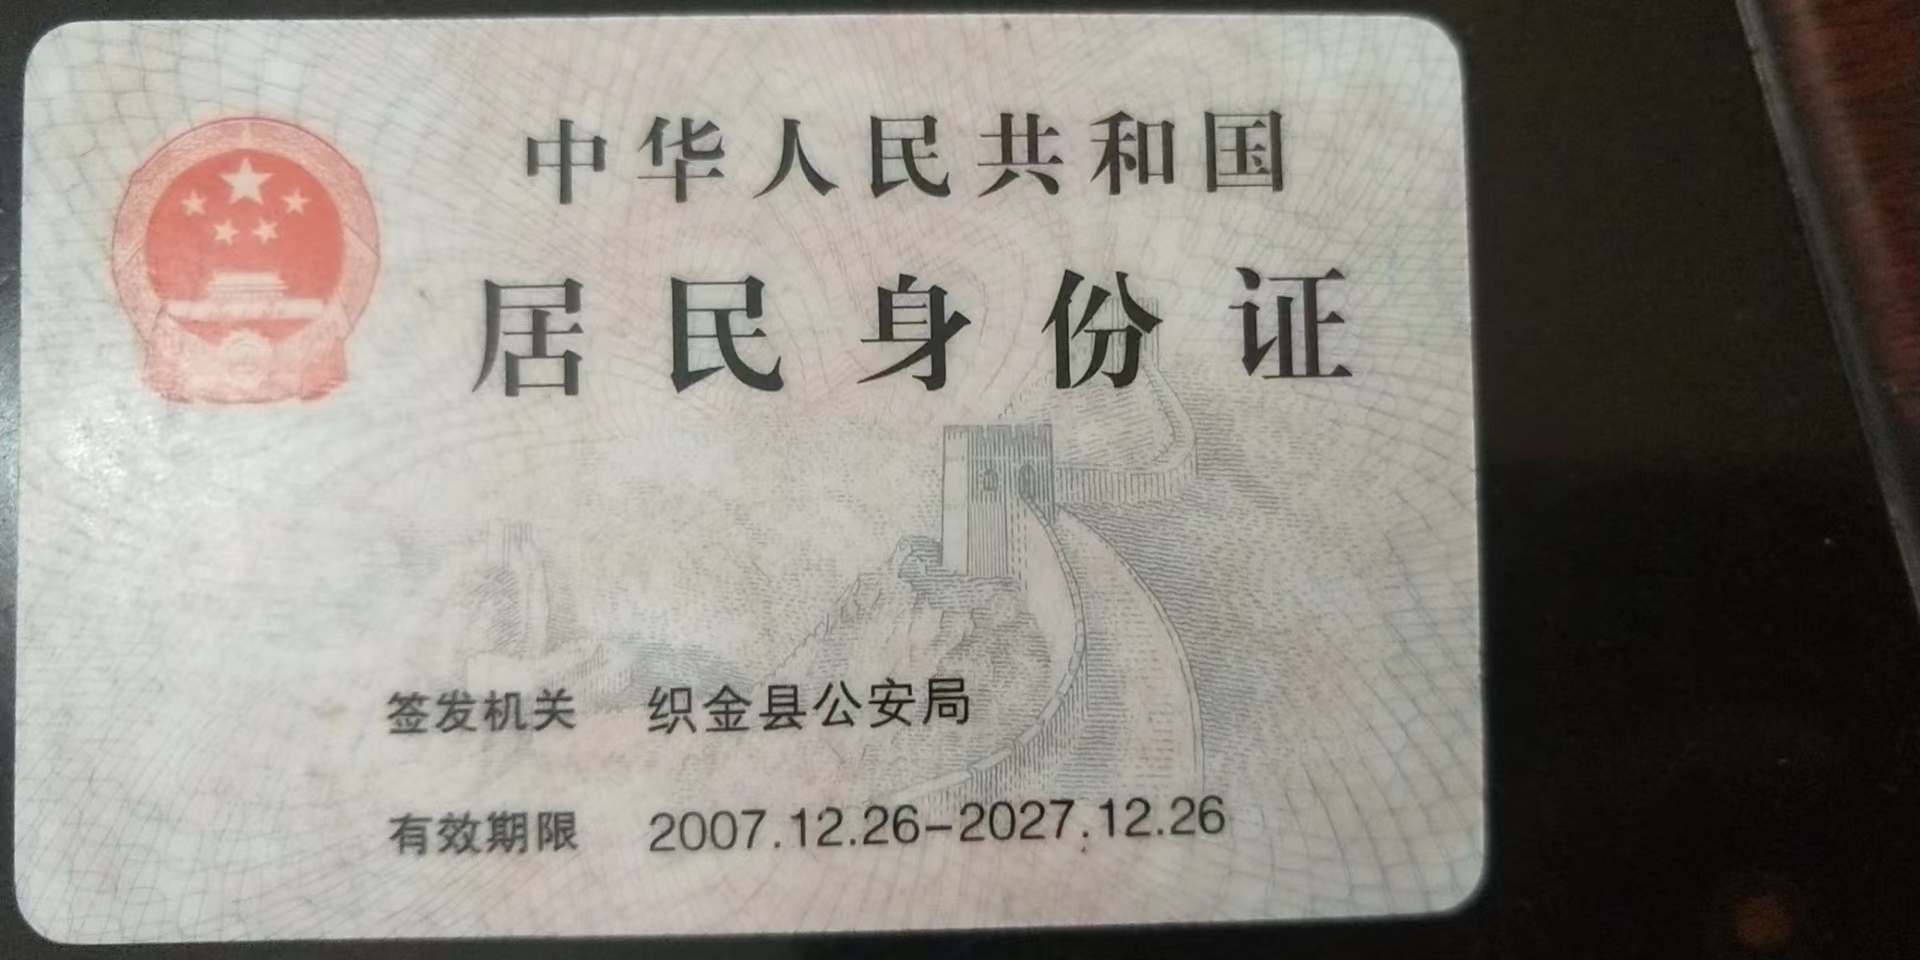 中华人民共和国
居民身份证
签发机关 织金县公安局
有效期限 2007.12.26-2027.12.26